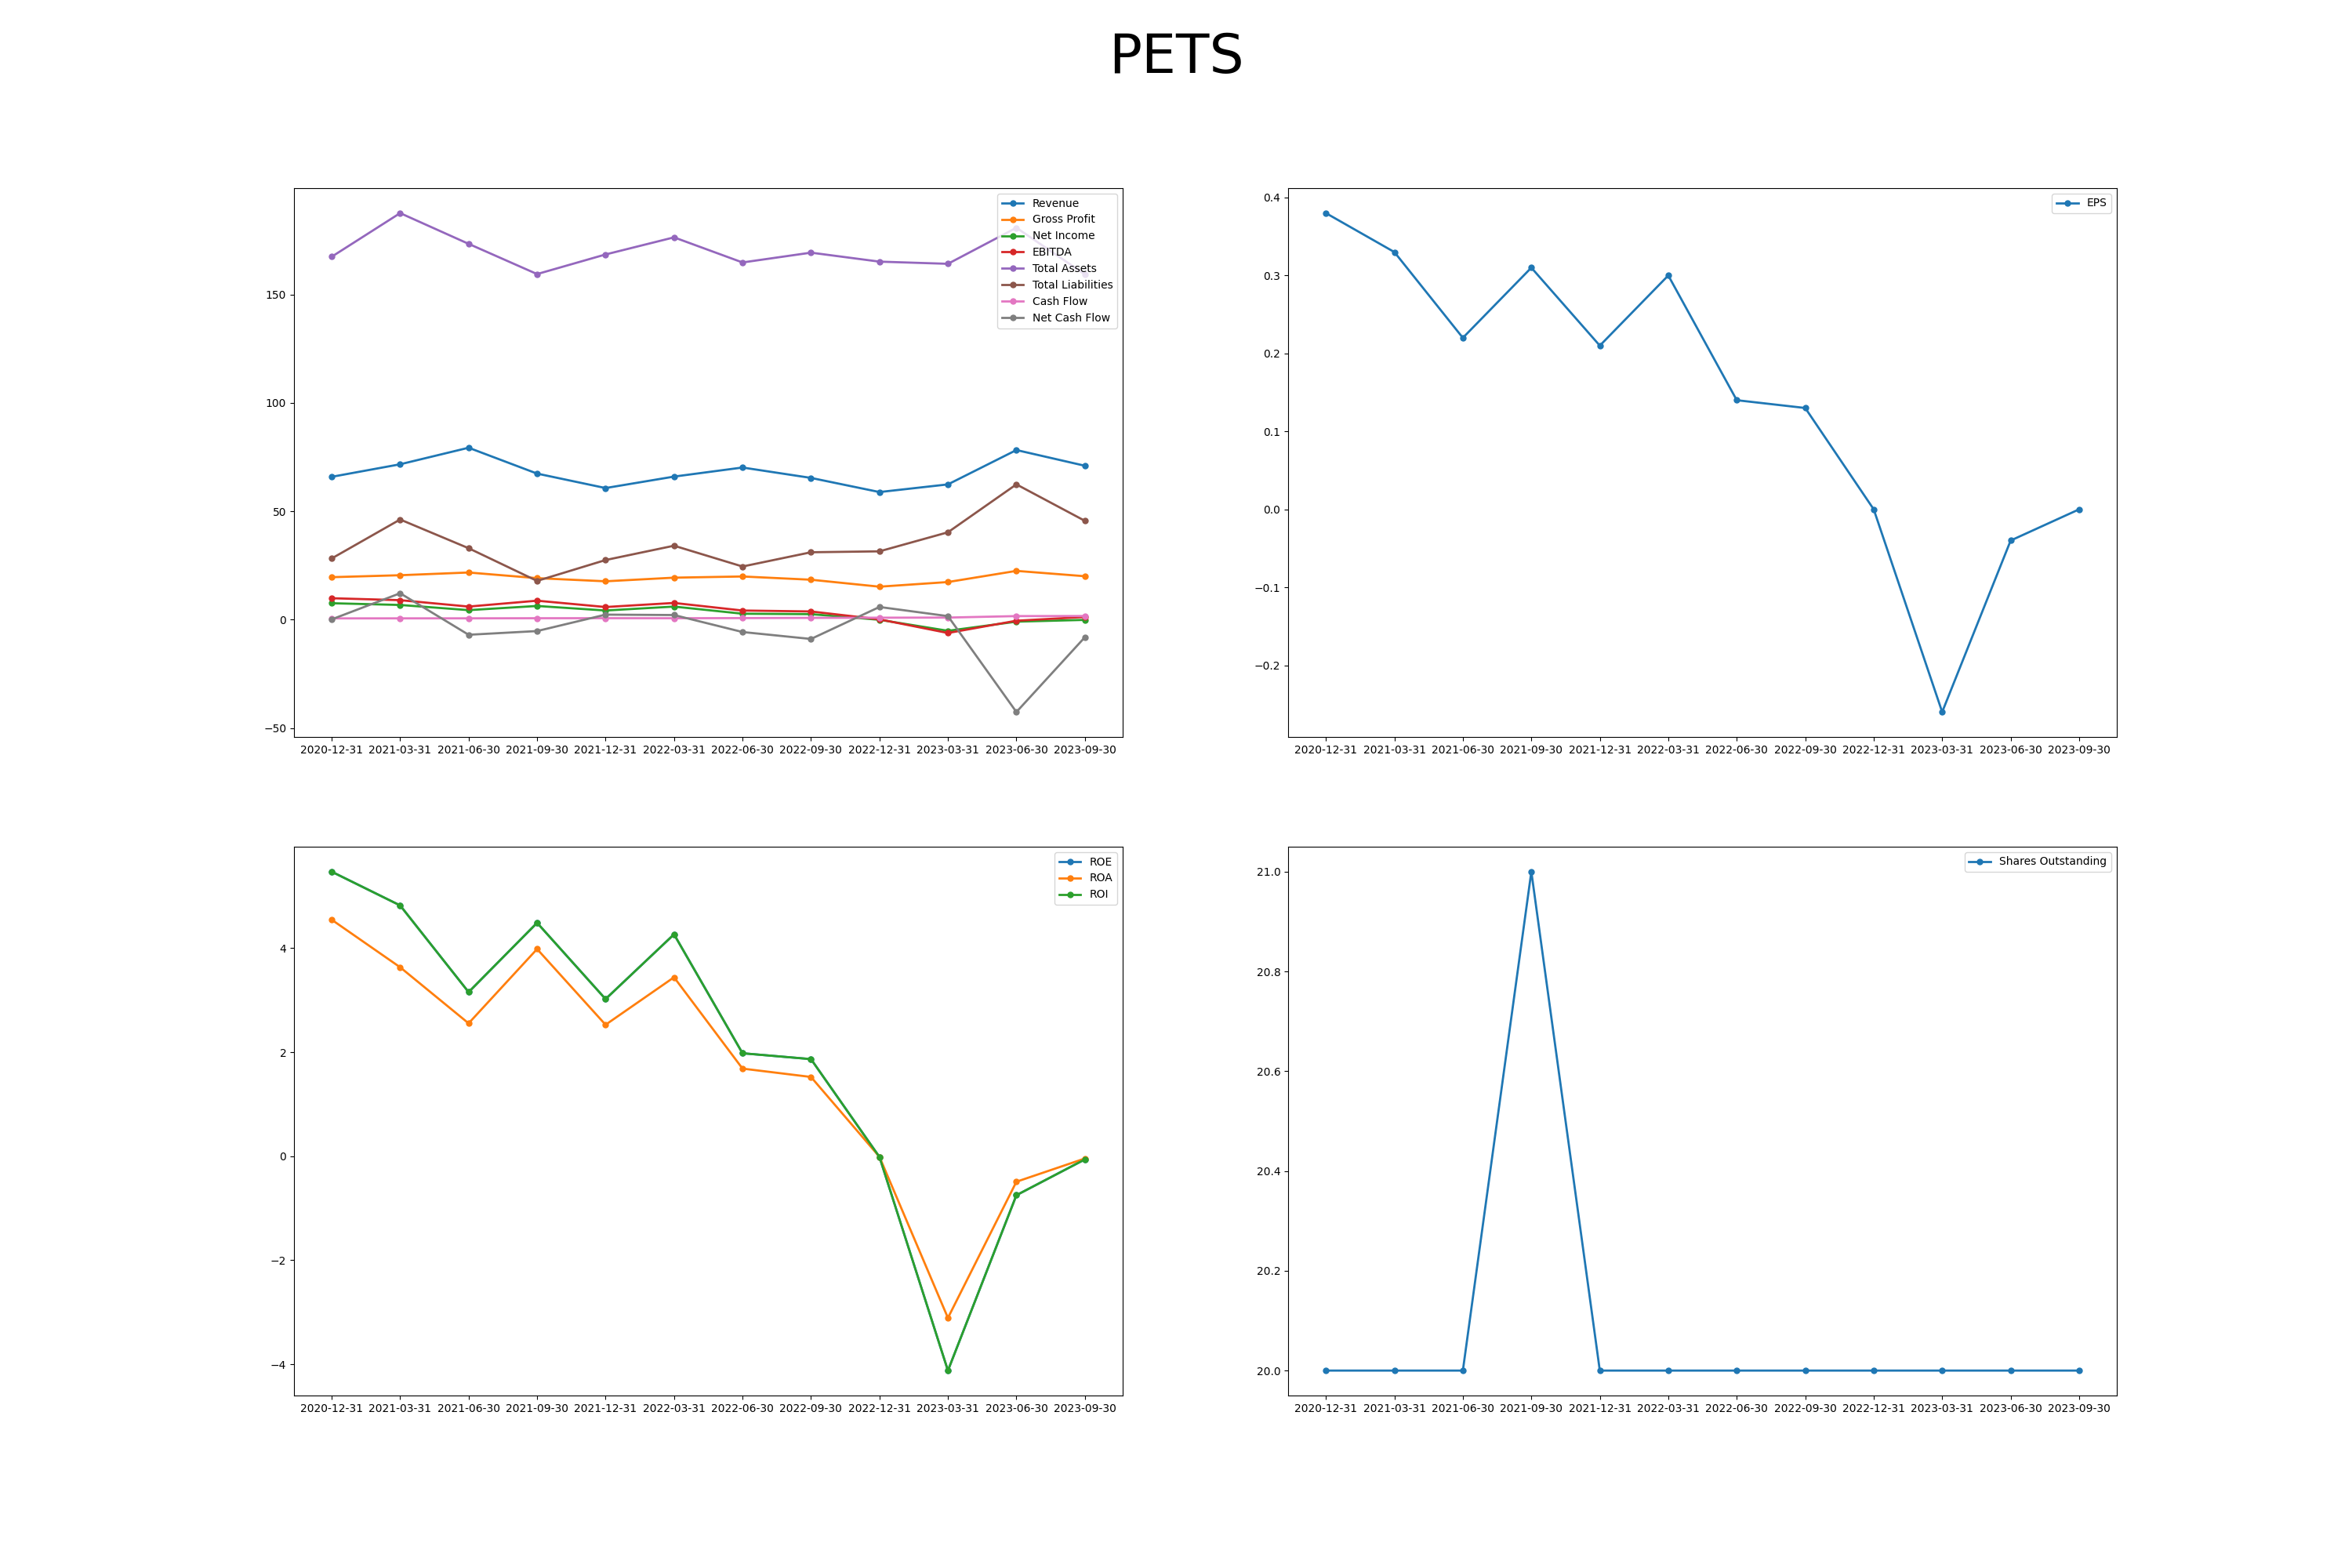 PETS
Revenue
Gross Profit
Net Income
EBITDA
Total Assets
Total Liabilities
Cash Flow
Net Cash Flow
150
100
50
0
−50
2020-12-31 2021-03-31 2021-06-30 2021-09-30 2021-12-31 2022-03-31 2022-06-30 2022-09-30 2022-12-31 2023-03-31 2023-06-30 2023-09-30
EPS
0.4
0.3
0.2
0.1
0.0
−0.1
−0.2
2020-12-31 2021-03-31 2021-06-30 2021-09-30 2021-12-31 2022-03-31 2022-06-30 2022-09-30 2022-12-31 2023-03-31 2023-06-30 2023-09-30
ROE
ROA
ROI
4
2
0
−2
−4
2020-12-31 2021-03-31 2021-06-30 2021-09-30 2021-12-31 2022-03-31 2022-06-30 2022-09-30 2022-12-31 2023-03-31 2023-06-30 2023-09-30
Shares Outstanding
21.0
20.8
20.6
20.4
20.2
20.0
2020-12-31 2021-03-31 2021-06-30 2021-09-30 2021-12-31 2022-03-31 2022-06-30 2022-09-30 2022-12-31 2023-03-31 2023-06-30 2023-09-30